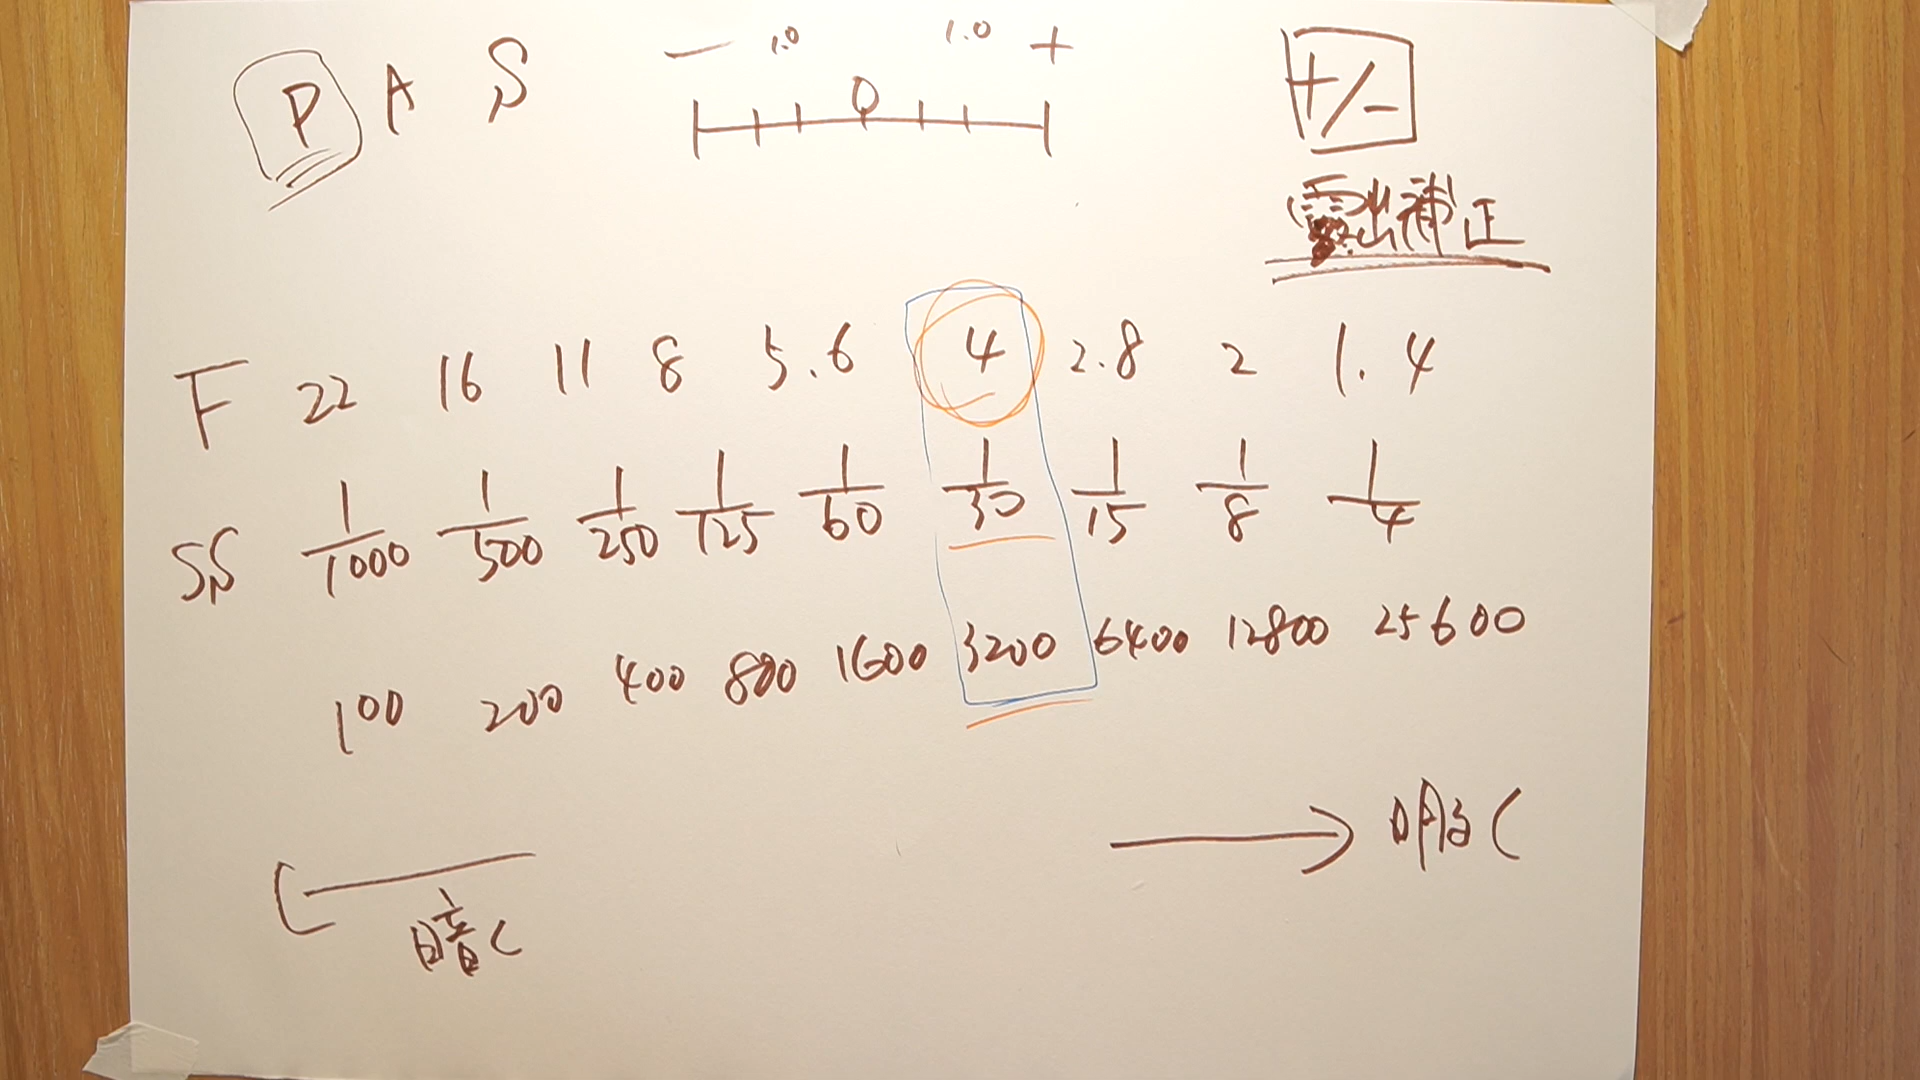 P A S
− 1.0 1.0 +
0
+/-
露出補正
F 22 16 11 8 5.6 4 2.8 2 1.4
SS 1/1000 1/500 1/250 1/125 1/60 1/30 1/15 1/8 1/4
100 200 400 800 1600 3200 6400 12800 25600
→ 明るく
← 暗く